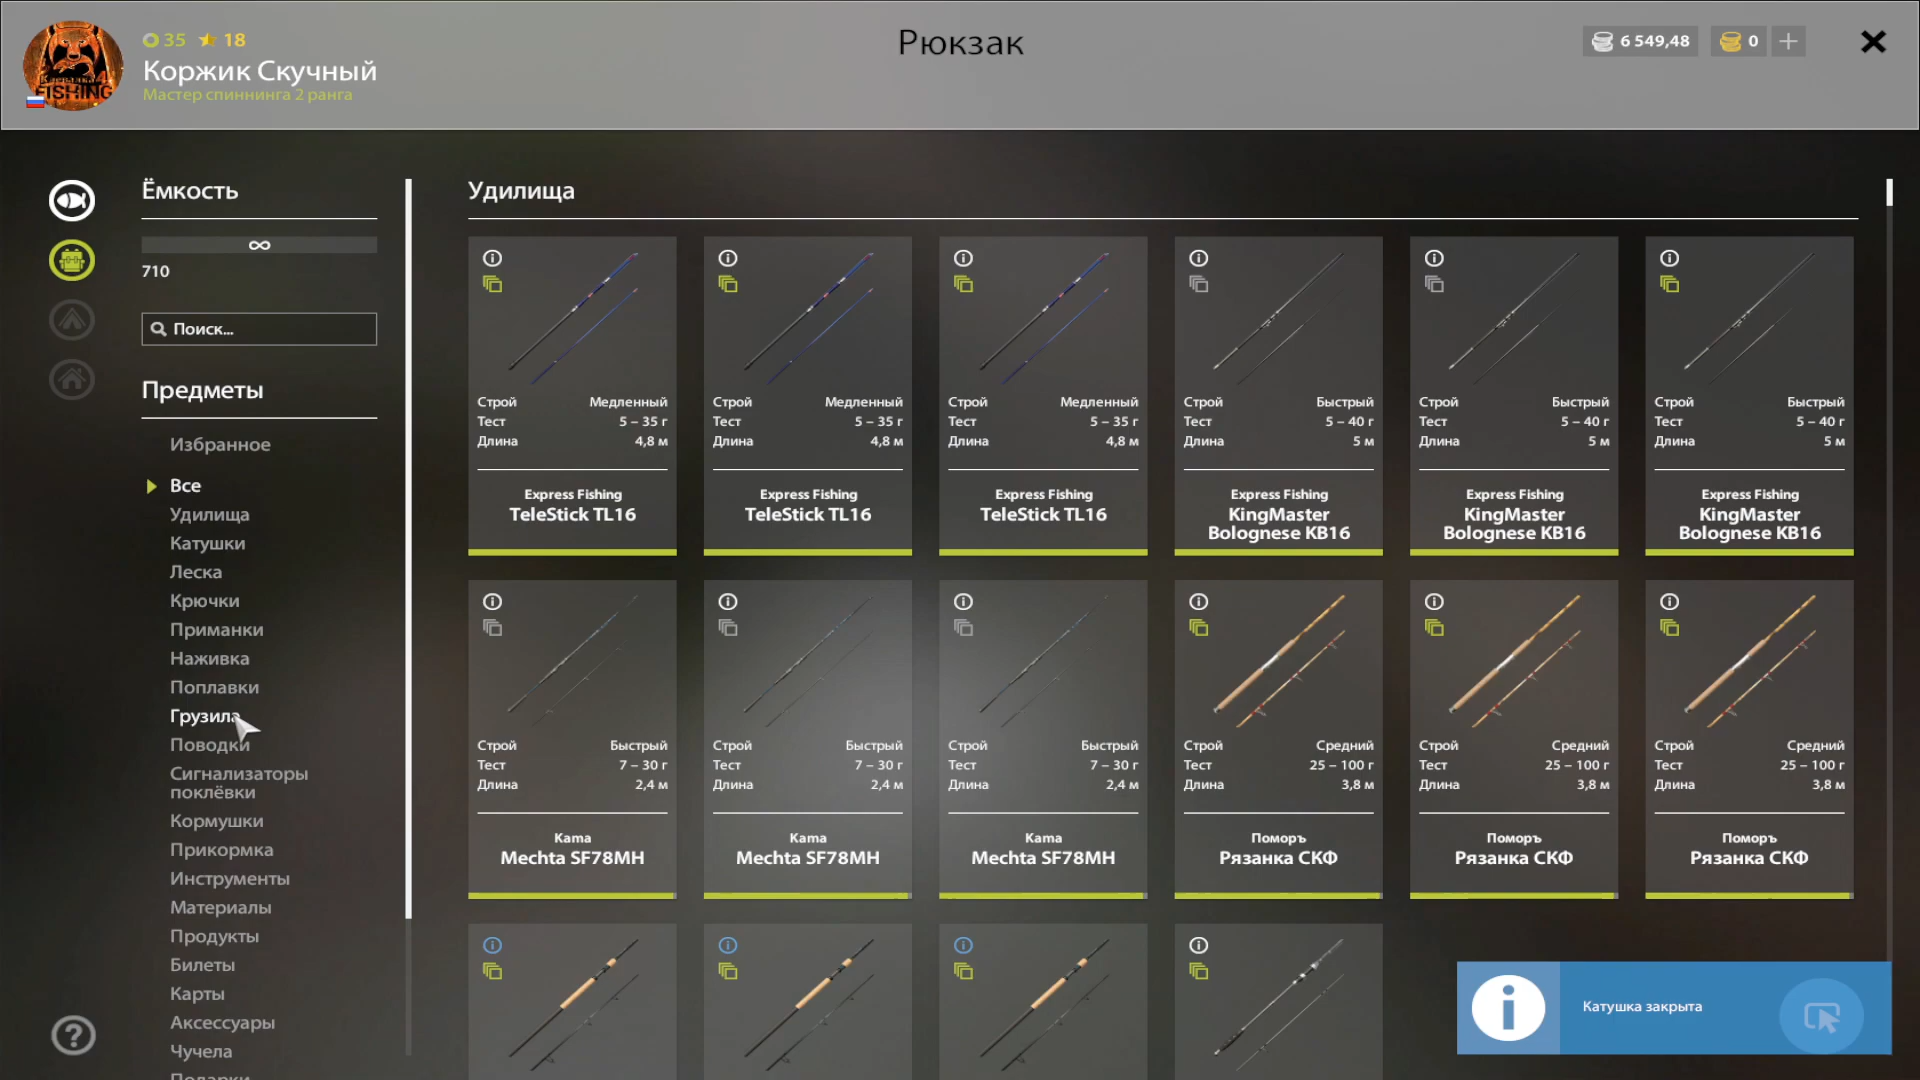 35 18
Коржик Скучный
Мастер спиннинга 2 ранга
FISHING
Рюкзак
6 549,48 0
Ёмкость
∞
710
Поиск...
Предметы
Избранное
Все
Удилища
Катушки
Леска
Крючки
Приманки
Наживка
Поплавки
Грузила
Поводки
Сигнализаторы
поклёвки
Кормушки
Прикормка
Инструменты
Материалы
Продукты
Билеты
Карты
Аксессуары
Чучела
Подарки
Удилища
Строй Медленный
Тест 5 – 35 г
Длина 4,8 м
Express Fishing
TeleStick TL16
Строй Медленный
Тест 5 – 35 г
Длина 4,8 м
Express Fishing
TeleStick TL16
Строй Медленный
Тест 5 – 35 г
Длина 4,8 м
Express Fishing
TeleStick TL16
Строй Быстрый
Тест 5 – 40 г
Длина 5 м
Express Fishing
KingMaster
Bolognese KB16
Строй Быстрый
Тест 5 – 40 г
Длина 5 м
Express Fishing
KingMaster
Bolognese KB16
Строй Быстрый
Тест 5 – 40 г
Длина 5 м
Express Fishing
KingMaster
Bolognese KB16
Строй Быстрый
Тест 7 – 30 г
Длина 2,4 м
Kama
Mechta SF78MH
Строй Быстрый
Тест 7 – 30 г
Длина 2,4 м
Kama
Mechta SF78MH
Строй Быстрый
Тест 7 – 30 г
Длина 2,4 м
Kama
Mechta SF78MH
Строй Средний
Тест 25 – 100 г
Длина 3,8 м
Поморъ
Рязанка СКФ
Строй Средний
Тест 25 – 100 г
Длина 3,8 м
Поморъ
Рязанка СКФ
Строй Средний
Тест 25 – 100 г
Длина 3,8 м
Поморъ
Рязанка СКФ
Катушка закрыта